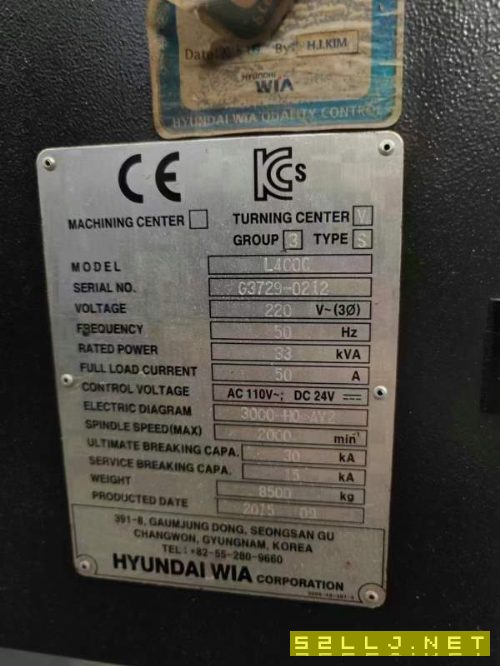 By: H.I.KIM
HYUNDAI
WIA
HYUNDAI WIA QUALITY CONTROL
CE
KCs
MACHINING CENTER
TURNING CENTER V
GROUP 3 TYPE S
MODEL
SERIAL NO. G3729-0212
VOLTAGE 220 V~(3Ø)
FREQUENCY 50 Hz
RATED POWER 33 kVA
FULL LOAD CURRENT 50 A
CONTROL VOLTAGE AC 110V~; DC 24V
ELECTRIC DIAGRAM
SPINDLE SPEED(MAX) 2000 min⁻¹
ULTIMATE BREAKING CAPA. 30 kA
SERVICE BREAKING CAPA. 15 kA
WEIGHT 8500 kg
PRODUCTED DATE 2015
391-8, GAUMJUNG DONG, SEONGSAN GU
CHANGWON, GYUNGNAM, KOREA
TEL: +82-55-280-9660
HYUNDAI WIA CORPORATION
52LLJ.NET